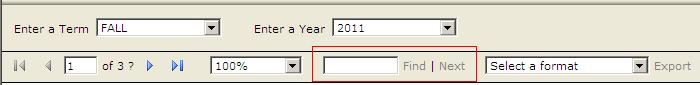 Enter a Term FALL Enter a Year 2011
1 of 3 ? 100% Find | Next Select a format Export